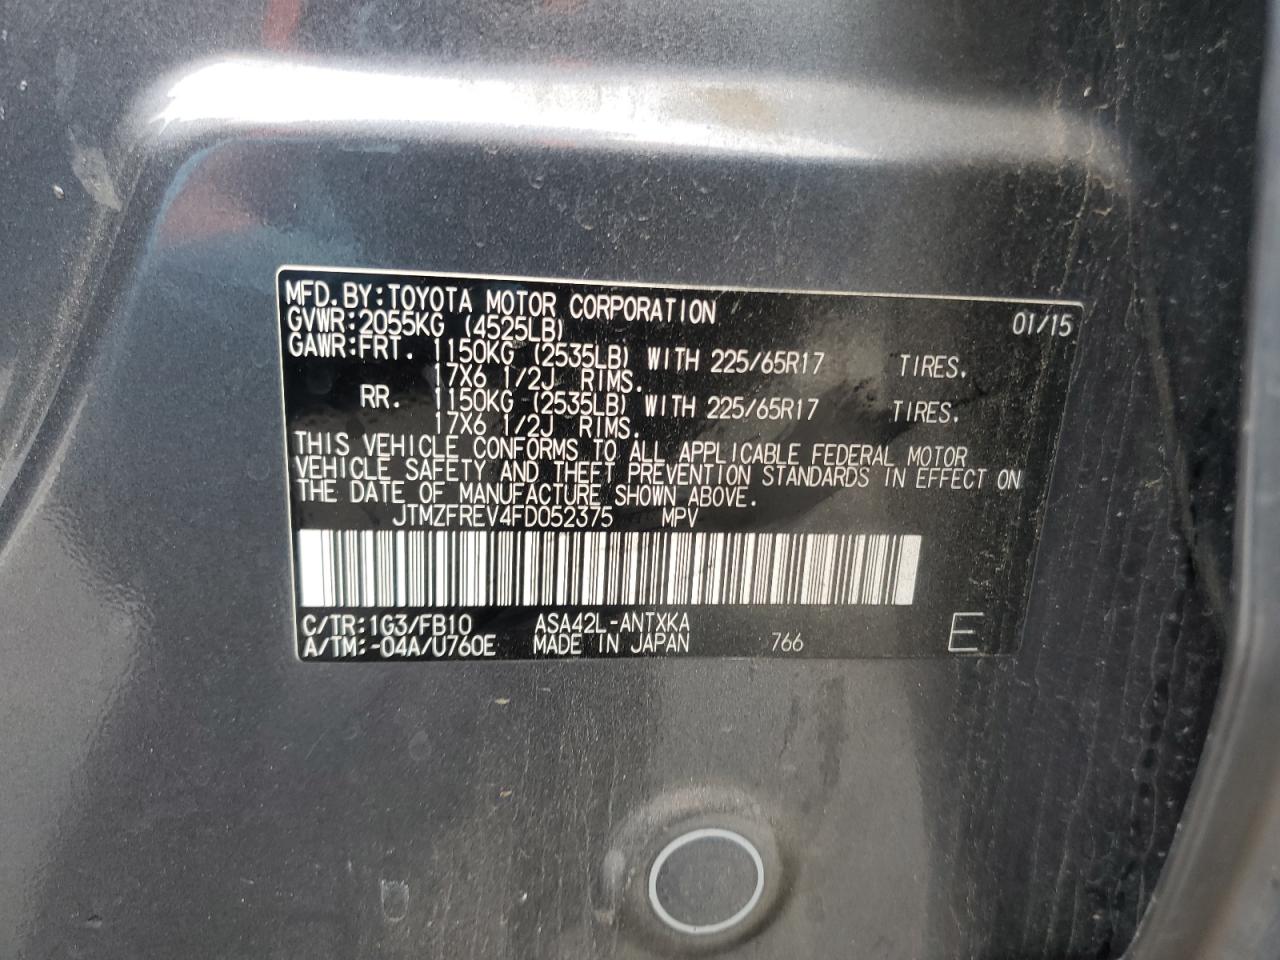 MFD.BY:TOYOTA MOTOR CORPORATION 01/15
GVWR:2055KG (4525LB)
GAWR:FRT. 1150KG (2535LB) WITH 225/65R17 TIRES.
17X6 1/2J RIMS.
RR. 1150KG (2535LB) WITH 225/65R17 TIRES.
17X6 1/2J RIMS.
THIS VEHICLE CONFORMS TO ALL APPLICABLE FEDERAL MOTOR
VEHICLE SAFETY AND THEFT PREVENTION STANDARDS IN EFFECT ON
THE DATE OF MANUFACTURE SHOWN ABOVE.
JTMZFREV4FD052375 MPV
C/TR:1G3/FB10 ASA42L-ANTXKA
A/TM:-04A/U760E MADE IN JAPAN 766 E